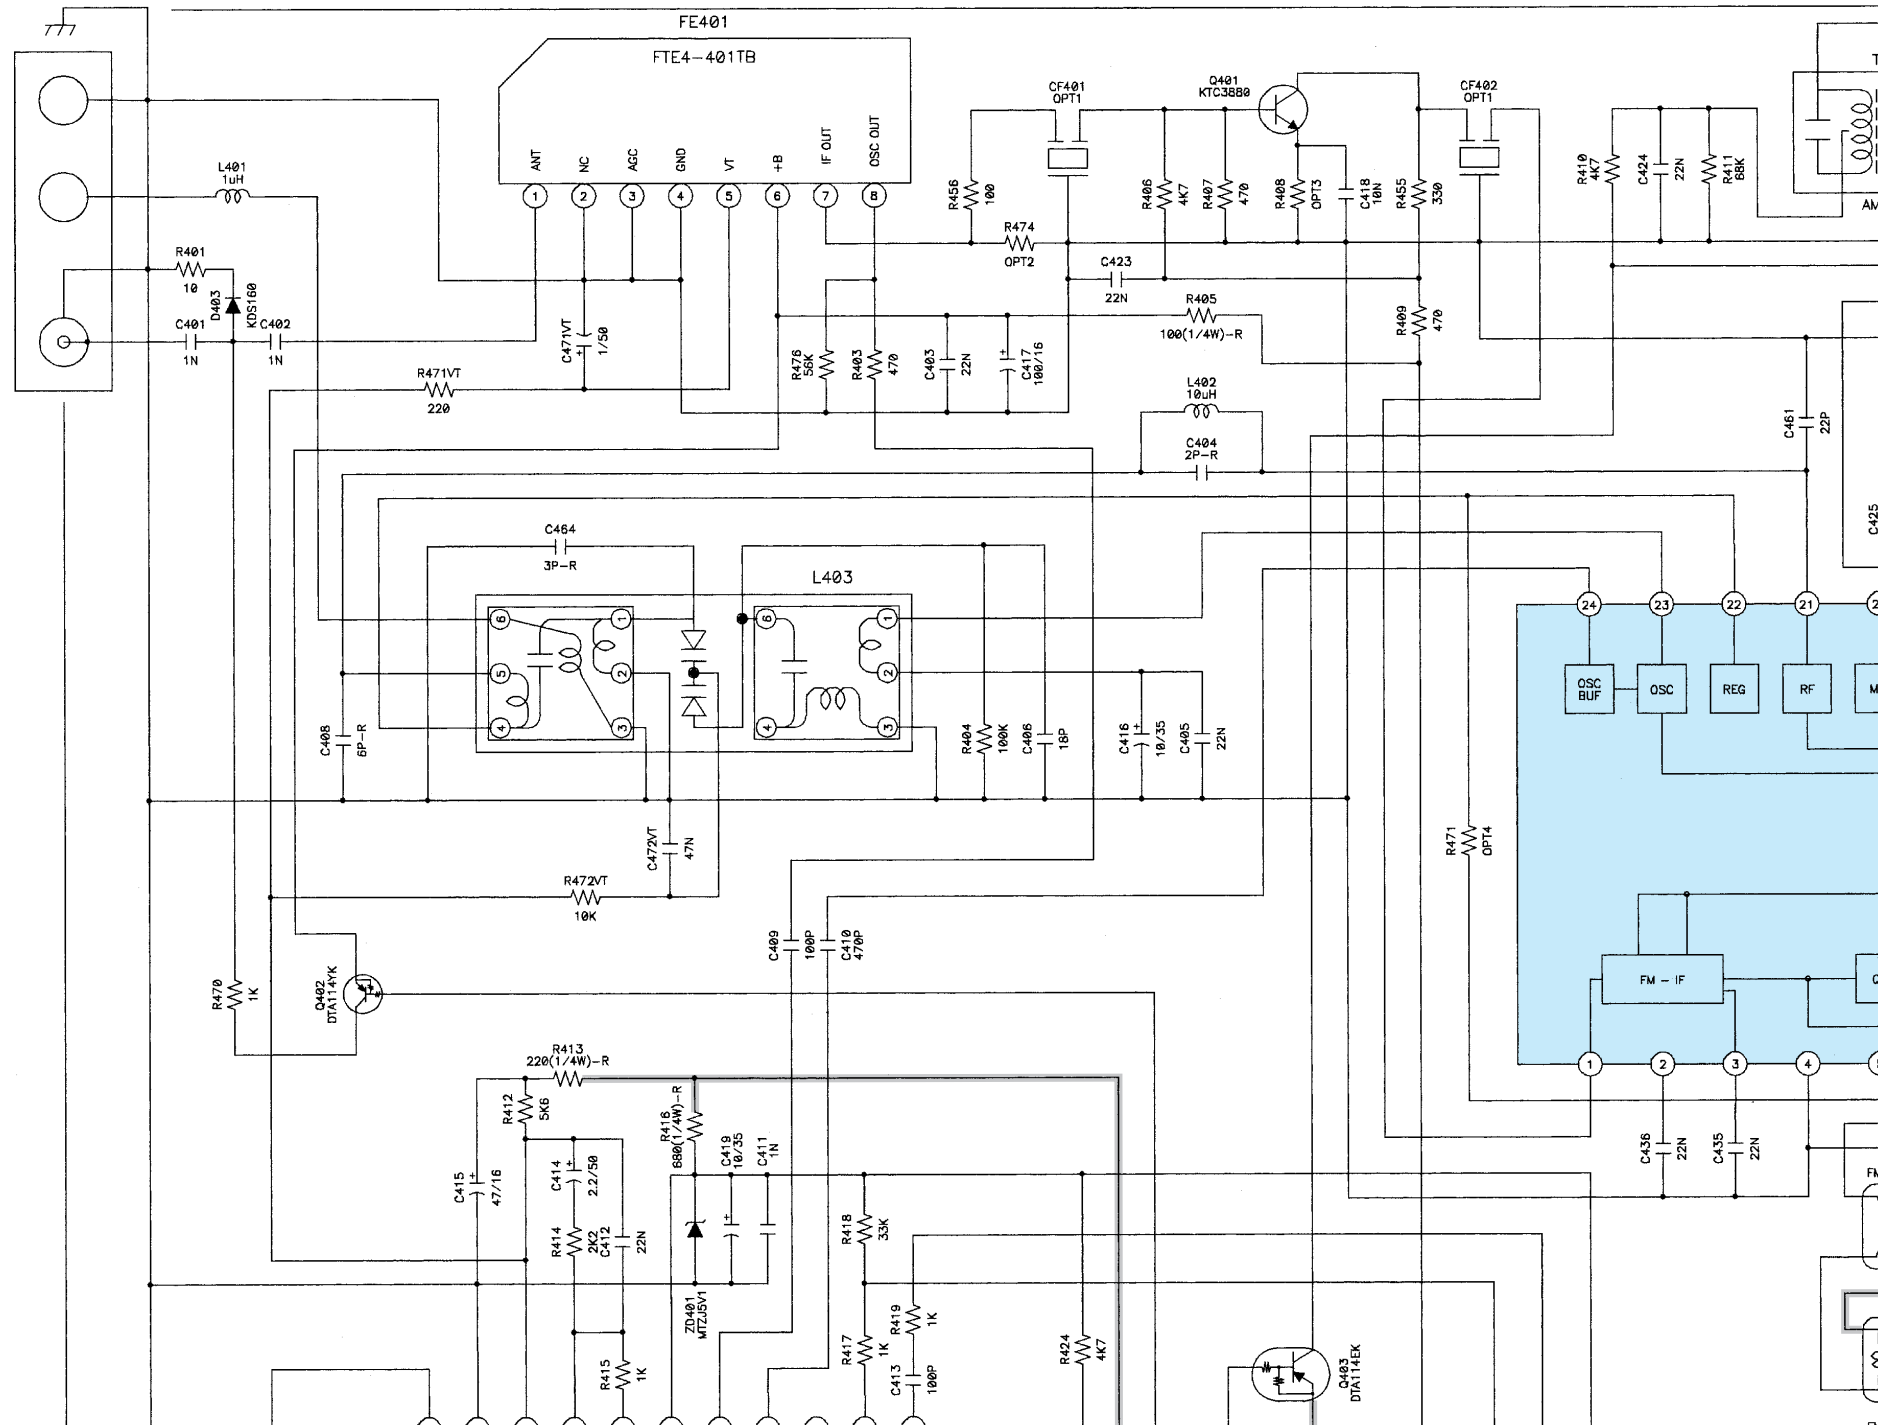 FE401
FTE4-401TB
ANT
NC
AGC
GND
VT
+B
IF OUT
OSC OUT
1
2
3
4
5
6
7
8
L401
1uH
R401
10
D403
KDS160
C401
1N
C402
1N
C471VT
1/50
+
R471VT
220
CF401
OPT1
Q401
KTC3880
CF402
OPT1
R456
100
R406
4K7
R407
470
R408
OPT3
C418
10N
R455
330
R410
4K7
C424
22N
R411
68K
T
AM
R474
OPT2
C423
22N
R405
100(1/4W)-R
R409
470
R476
56K
R403
470
C403
22N
C417
100/16
+
L402
10uH
C404
2P-R
C461
22P
C425
C464
3P-R
L403
6
1
5
2
4
3
6
1
2
4
3
C408
6P-R
R404
100K
C406
18P
C416
10/35
+
C405
22N
24
23
22
21
2
OSC
BUF
OSC
REG
RF
M
R471
OPT4
C472VT
47N
R472VT
10K
C409
100P
C410
470P
FM - IF
Q
R470
1K
Q402
DTA114YK
1
2
3
4
5
R413
220(1/4W)-R
R412
5K6
R416
680(1/4W)-R
C419
10/35
+
C411
1N
C436
22N
C435
22N
C415
47/16
+
C414
2.2/50
+
R414
2K2
C412
22N
R418
33K
FM
ZD401
MTZJ5V1
R415
1K
R417
1K
R419
1K
C413
100P
R424
4K7
Q403
DTA114EK